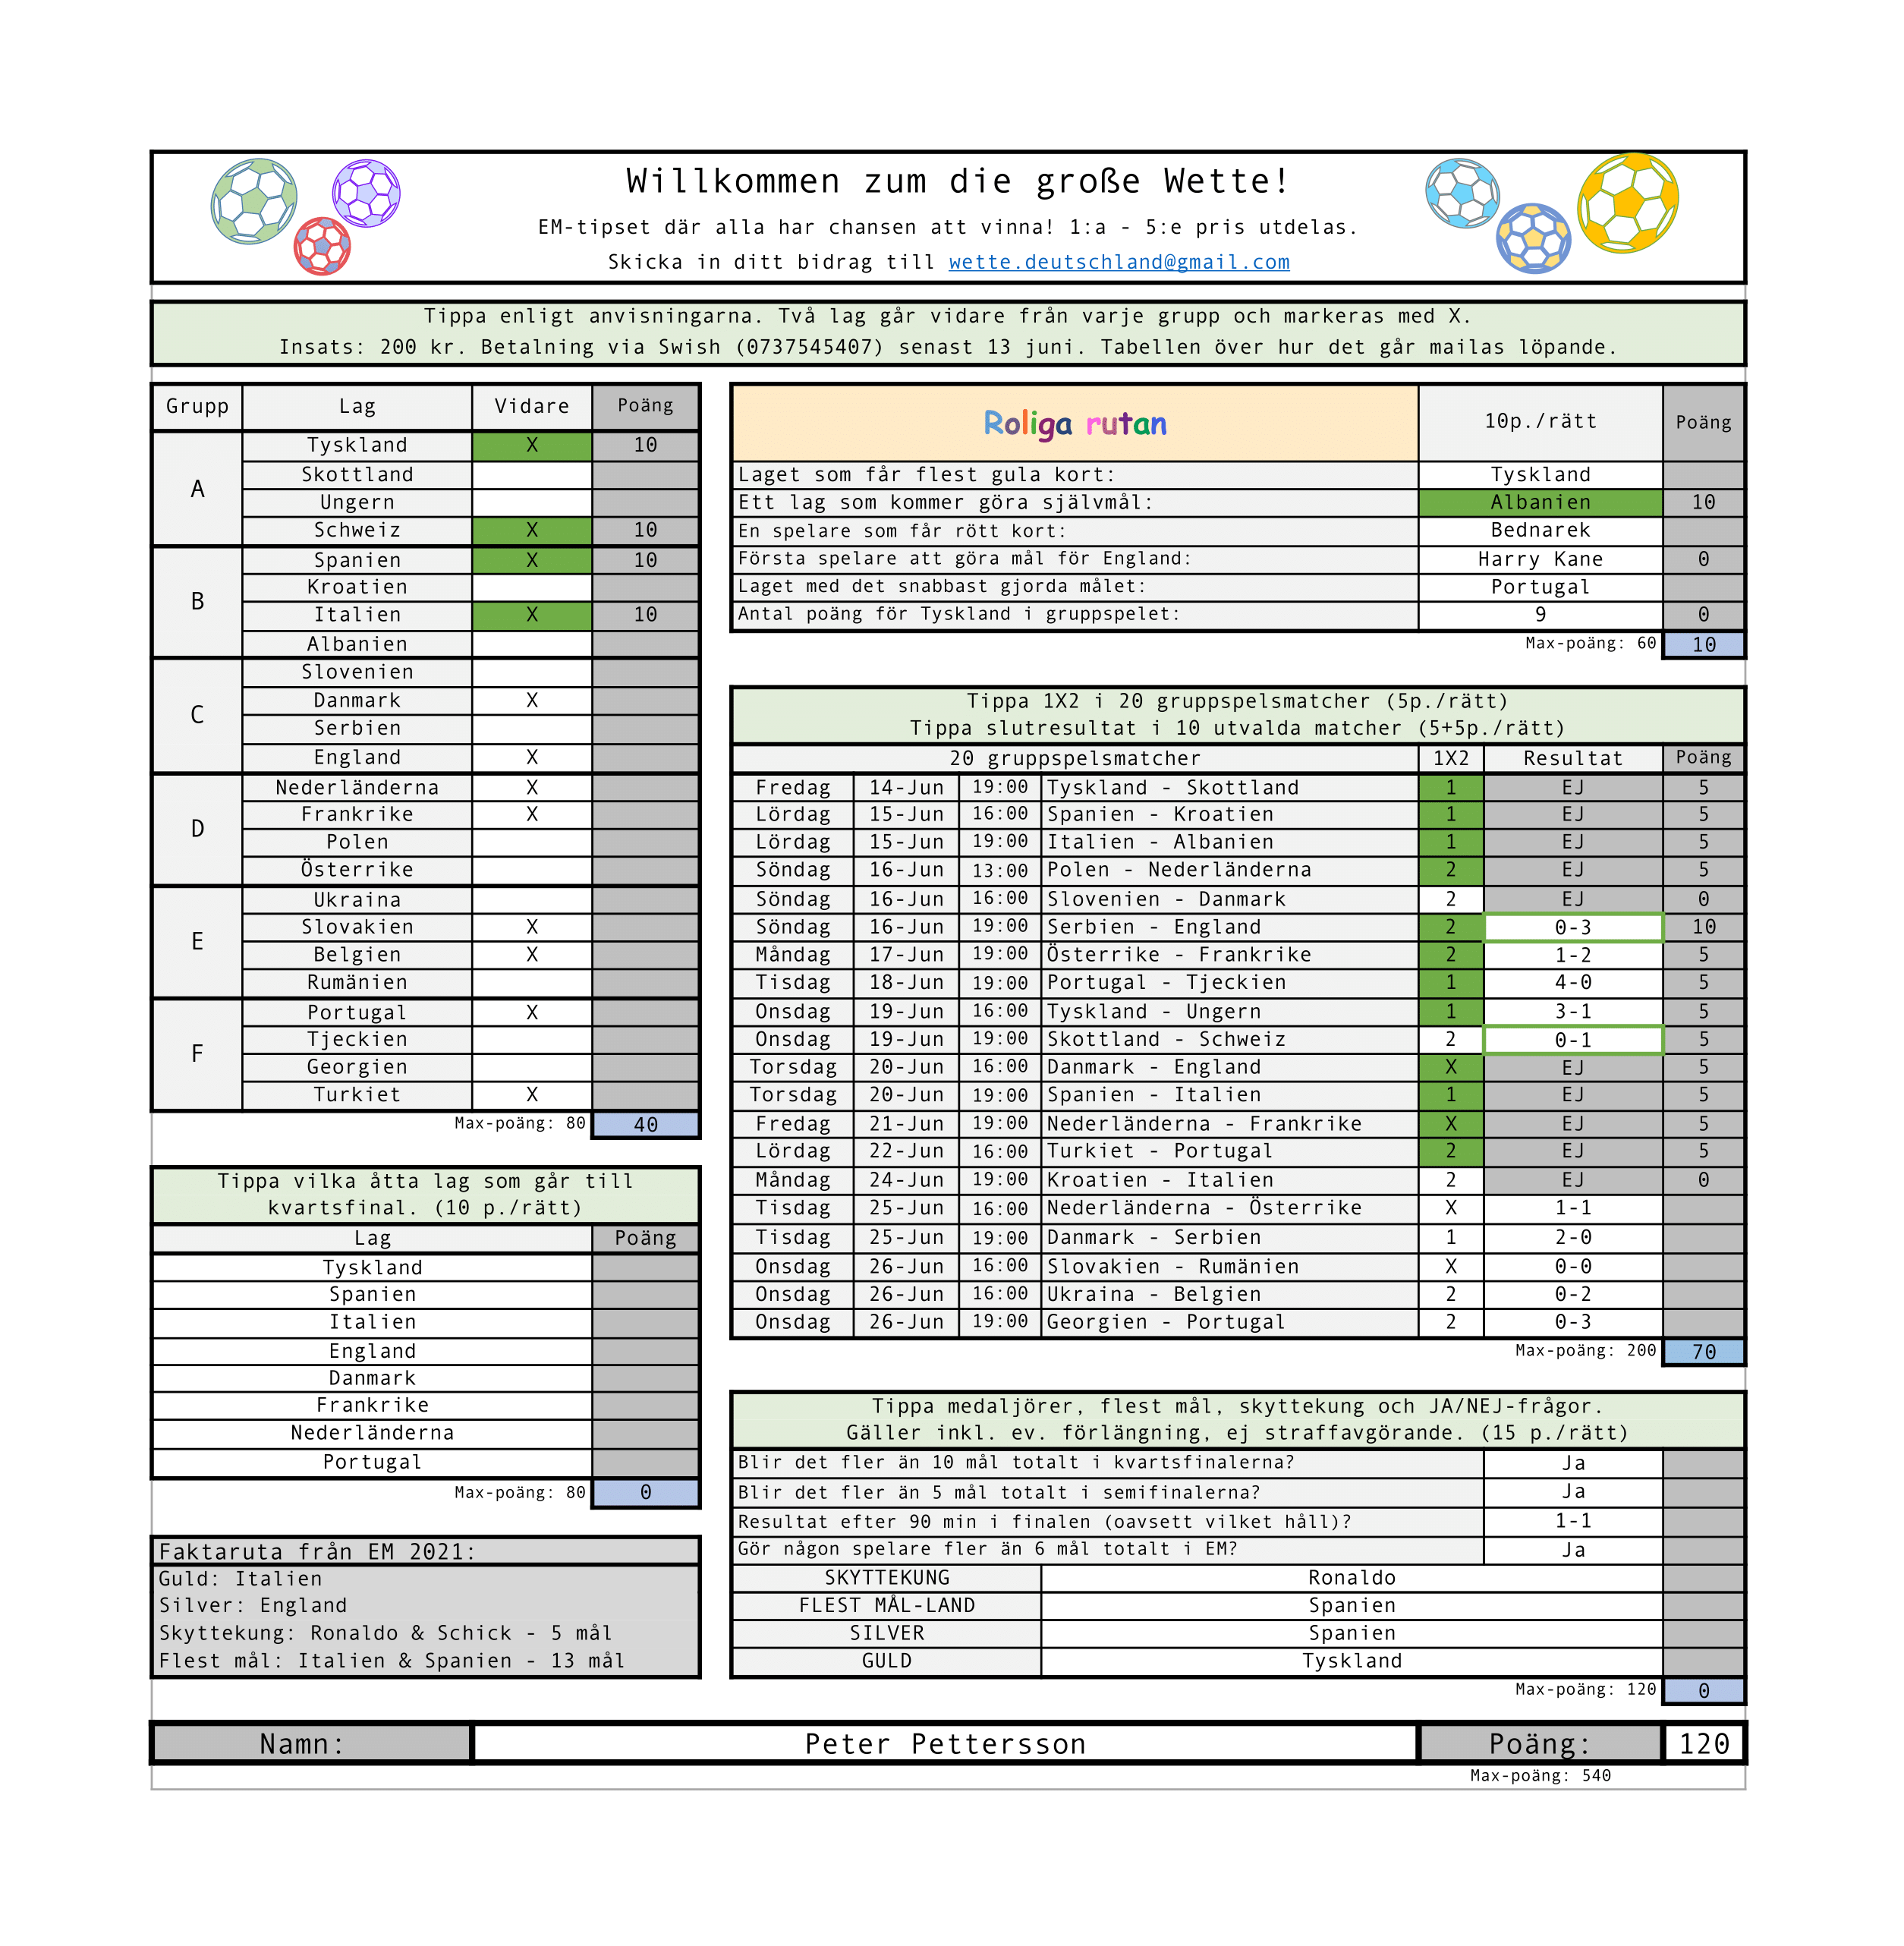 Willkommen zum die große Wette!
EM-tipset där alla har chansen att vinna! 1:a - 5:e pris utdelas.
Skicka in ditt bidrag till wette.deutschland@gmail.com
Tippa enligt anvisningarna. Två lag går vidare från varje grupp och markeras med X.
Insats: 200 kr. Betalning via Swish (0737545407) senast 13 juni. Tabellen över hur det går mailas löpande.
Grupp Lag Vidare Poäng
A
Tyskland X 10
Skottland
Ungern
Schweiz X 10
B
Spanien X 10
Kroatien
Italien X 10
Albanien
C
Slovenien
Danmark X
Serbien
England X
D
Nederländerna X
Frankrike X
Polen
Österrike
E
Ukraina
Slovakien X
Belgien X
Rumänien
F
Portugal X
Tjeckien
Georgien
Turkiet X
Max-poäng: 80 40
Tippa vilka åtta lag som går till
kvartsfinal. (10 p./rätt)
Lag Poäng
Tyskland
Spanien
Italien
England
Danmark
Frankrike
Nederländerna
Portugal
Max-poäng: 80 0
Faktaruta från EM 2021:
Guld: Italien
Silver: England
Skyttekung: Ronaldo & Schick - 5 mål
Flest mål: Italien & Spanien - 13 mål
Roliga rutan 10p./rätt Poäng
Laget som får flest gula kort: Tyskland
Ett lag som kommer göra självmål: Albanien 10
En spelare som får rött kort: Bednarek
Första spelare att göra mål för England: Harry Kane 0
Laget med det snabbast gjorda målet: Portugal
Antal poäng för Tyskland i gruppspelet: 9 0
Max-poäng: 60 10
Tippa 1X2 i 20 gruppspelsmatcher (5p./rätt)
Tippa slutresultat i 10 utvalda matcher (5+5p./rätt)
20 gruppspelsmatcher 1X2 Resultat Poäng
Fredag 14-Jun 19:00 Tyskland - Skottland 1 EJ 5
Lördag 15-Jun 16:00 Spanien - Kroatien 1 EJ 5
Lördag 15-Jun 19:00 Italien - Albanien 1 EJ 5
Söndag 16-Jun 13:00 Polen - Nederländerna 2 EJ 5
Söndag 16-Jun 16:00 Slovenien - Danmark 2 EJ 0
Söndag 16-Jun 19:00 Serbien - England 2 0-3 10
Måndag 17-Jun 19:00 Österrike - Frankrike 2 1-2 5
Tisdag 18-Jun 19:00 Portugal - Tjeckien 1 4-0 5
Onsdag 19-Jun 16:00 Tyskland - Ungern 1 3-1 5
Onsdag 19-Jun 19:00 Skottland - Schweiz 2 0-1 5
Torsdag 20-Jun 16:00 Danmark - England X EJ 5
Torsdag 20-Jun 19:00 Spanien - Italien 1 EJ 5
Fredag 21-Jun 19:00 Nederländerna - Frankrike X EJ 5
Lördag 22-Jun 16:00 Turkiet - Portugal 2 EJ 5
Måndag 24-Jun 19:00 Kroatien - Italien 2 EJ 0
Tisdag 25-Jun 16:00 Nederländerna - Österrike X 1-1
Tisdag 25-Jun 19:00 Danmark - Serbien 1 2-0
Onsdag 26-Jun 16:00 Slovakien - Rumänien X 0-0
Onsdag 26-Jun 16:00 Ukraina - Belgien 2 0-2
Onsdag 26-Jun 19:00 Georgien - Portugal 2 0-3
Max-poäng: 200 70
Tippa medaljörer, flest mål, skyttekung och JA/NEJ-frågor.
Gäller inkl. ev. förlängning, ej straffavgörande. (15 p./rätt)
Blir det fler än 10 mål totalt i kvartsfinalerna? Ja
Blir det fler än 5 mål totalt i semifinalerna? Ja
Resultat efter 90 min i finalen (oavsett vilket håll)? 1-1
Gör någon spelare fler än 6 mål totalt i EM? Ja
SKYTTEKUNG Ronaldo
FLEST MÅL-LAND Spanien
SILVER Spanien
GULD Tyskland
Max-poäng: 120 0
Namn: Peter Pettersson Poäng: 120
Max-poäng: 540